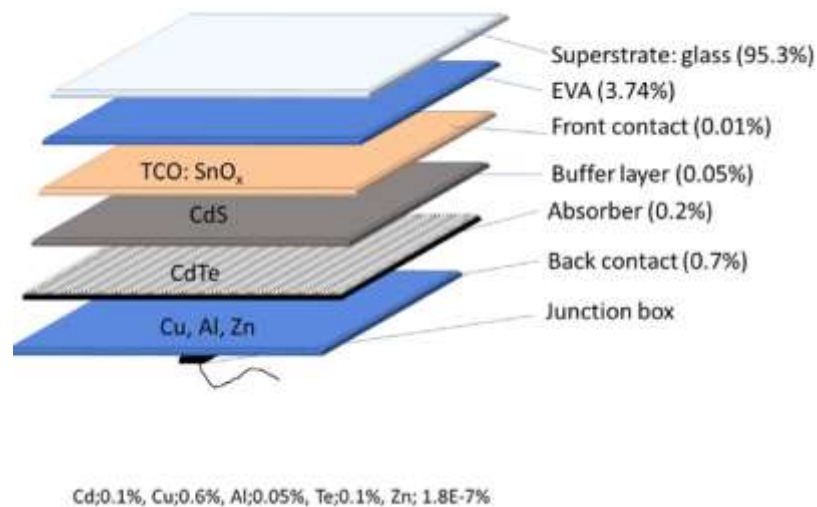 Superstrate: glass (95.3%)
EVA (3.74%)
Front contact (0.01%)
TCO: SnOₓ
Buffer layer (0.05%)
CdS
Absorber (0.2%)
CdTe
Back contact (0.7%)
Junction box
Cu, Al, Zn
Cd;0.1%, Cu;0.6%, Al;0.05%, Te;0.1%, Zn; 1.8E-7%